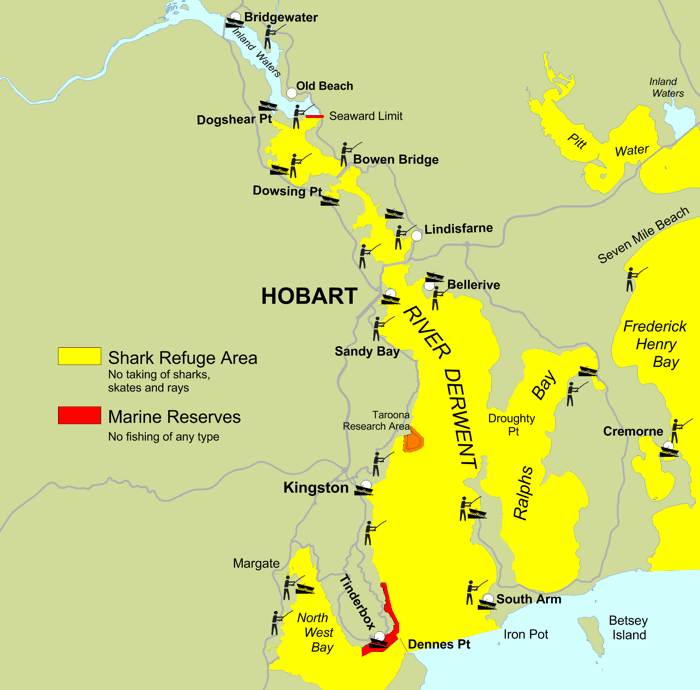 Bridgewater
Inland Waters
Old Beach
Inland
Waters
Dogshear Pt
Seaward Limit
Pitt
Water
Bowen Bridge
Dowsing Pt
Lindisfarne
Seven Mile Beach
HOBART
Bellerive
RIVER DERWENT
Frederick
Henry
Bay
Sandy Bay
Shark Refuge Area
No taking of sharks,
skates and rays
Marine Reserves
No fishing of any type
Taroona
Research Area
Droughty
Pt
Ralphs Bay
Cremorne
Kingston
Margate
Tinderbox
North
West
Bay
South Arm
Iron Pot
Betsey
Island
Dennes Pt